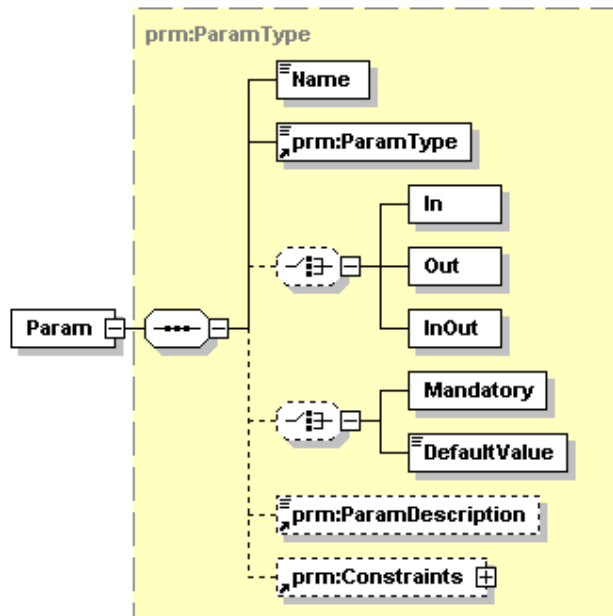 prm:ParamType
Name
prm:ParamType
In
Out
InOut
Param
Mandatory
DefaultValue
prm:ParamDescription
prm:Constraints